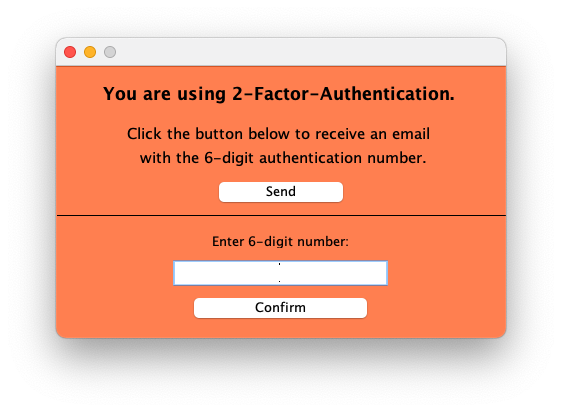 You are using 2-Factor-Authentication.
Click the button below to receive an email
with the 6-digit authentication number.
Send
Enter 6-digit number:
Confirm